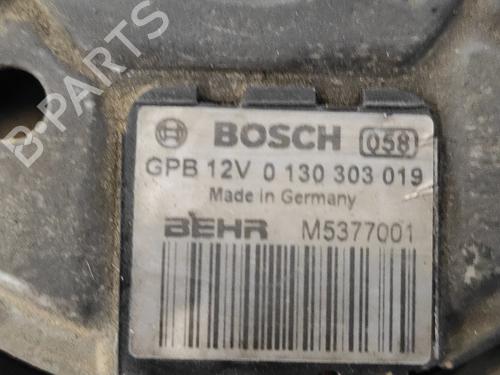 BOSCH 058
GPB 12V 0 130 303 019
Made in Germany
BEHR M5377001
B-PARTS